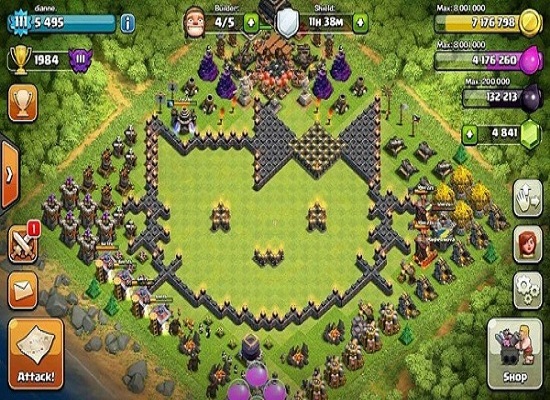 dianne.
111
5 495
i
Builder:
4/5
Shield:
11H 38M
Max: 8 001 000
7 176 798
1984
Max: 8 001 000
4 176 260
Max: 200 000
132 213
4 841
1
Attack!
Shop